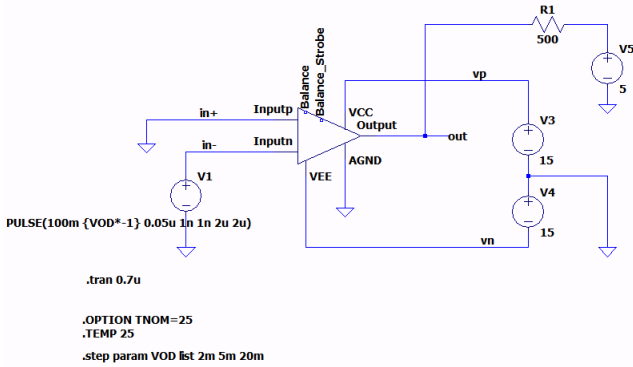 R1
500
V5
5
Balance
Balance_Strobe
vp
in+
Inputp
VCC
Output
V3
15
out
in-
Inputn
VEE
AGND
V1
V4
15
PULSE(100m {VOD*-1} 0.05u 1n 1n 2u 2u)
vn
.tran 0.7u
.OPTION TNOM=25
.TEMP 25
.step param VOD list 2m 5m 20m